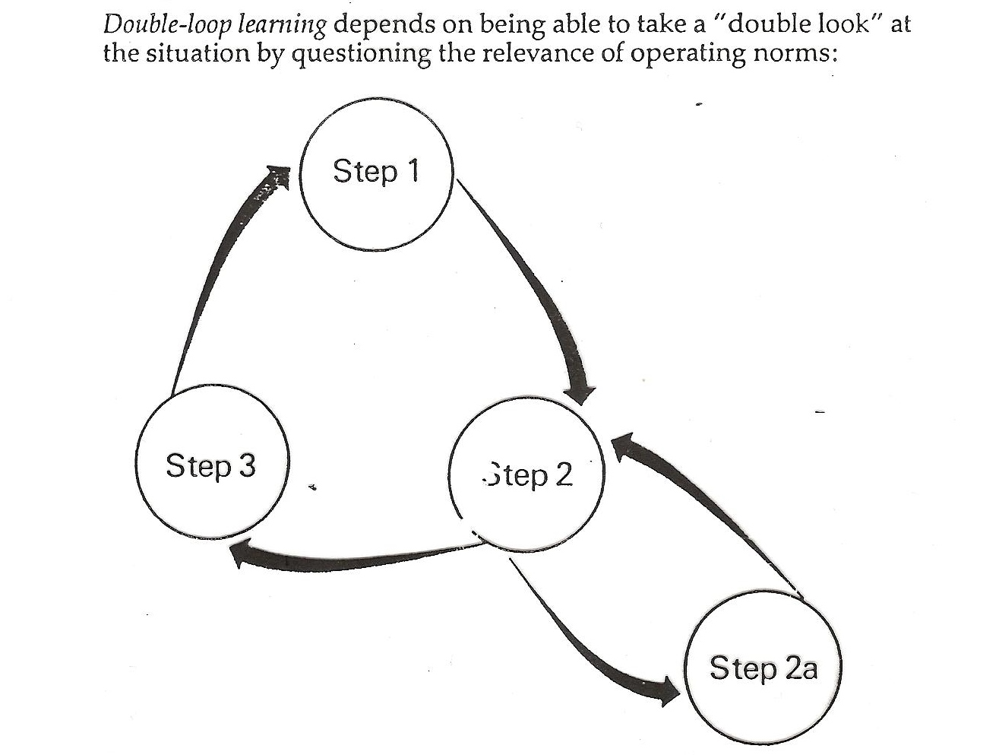 Double-loop learning depends on being able to take a “double look” at
the situation by questioning the relevance of operating norms:
Step 1
Step 3
Step 2
Step 2a